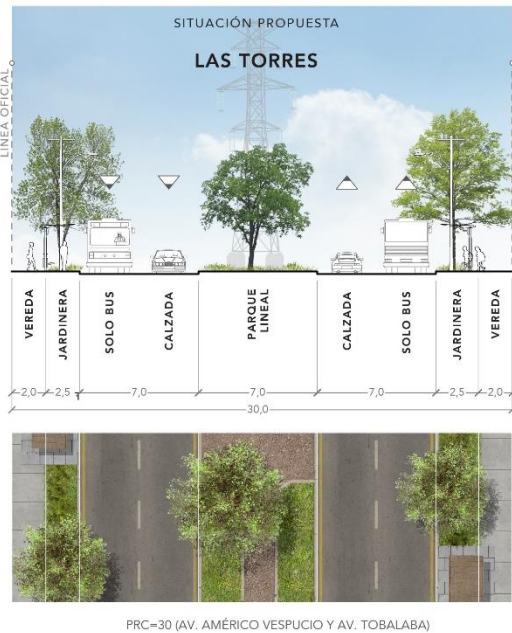 SITUACIÓN PROPUESTA
LAS TORRES
LINEA OFICIAL
VEREDA
JARDINERA
SOLO BUS
CALZADA
PARQUE
LINEAL
CALZADA
SOLO BUS
JARDINERA
VEREDA
2,0 2,5 7,0 7,0 7,0 2,5 2,0
30,0
PRC=30 (AV. AMÉRICO VESPUCIO Y AV. TOBALABA)